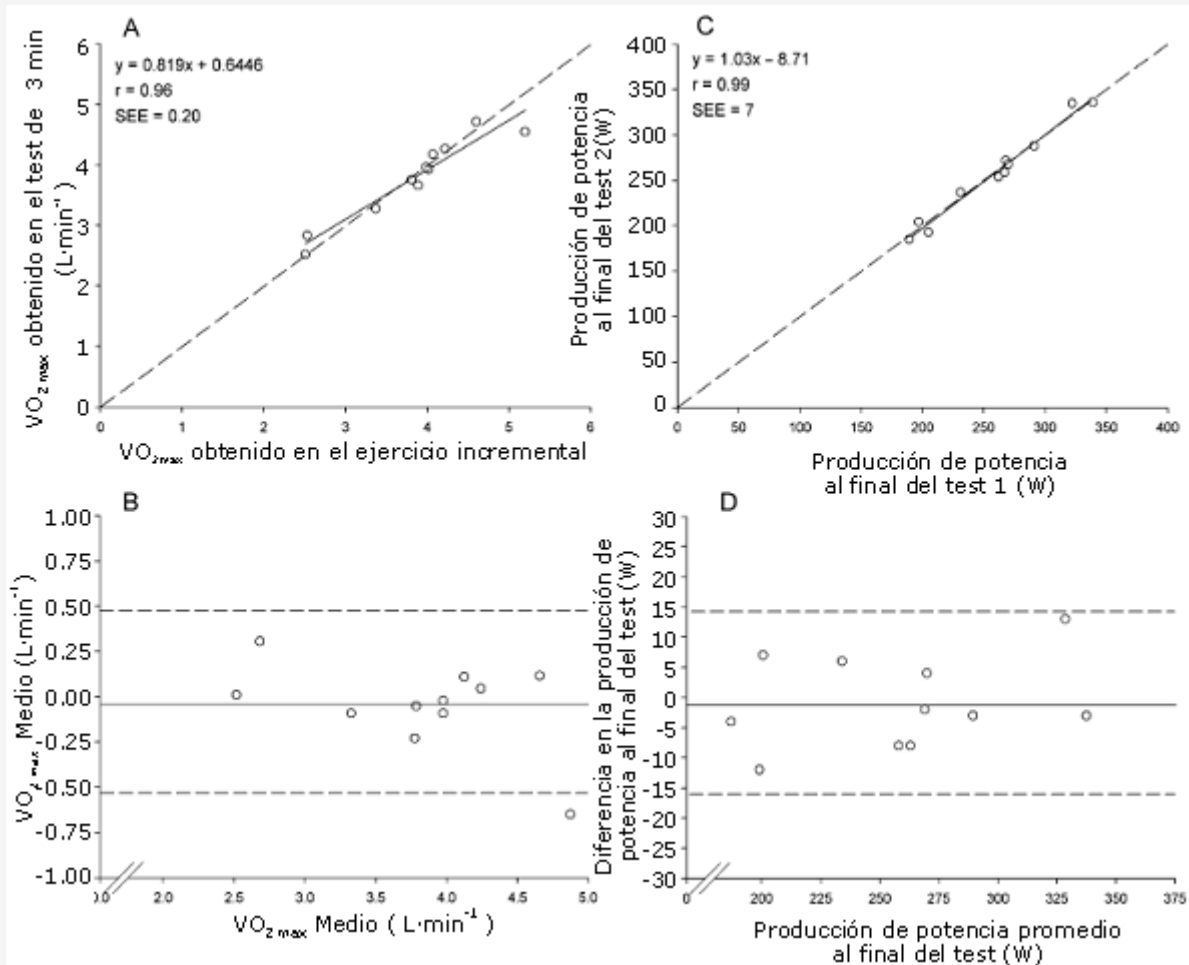 A
y = 0.819x + 0.6446
r = 0.96
SEE = 0.20
VO₂ max obtenido en el test de 3 min
(L·min⁻¹)
6
5
4
3
2
1
0
0 1 2 3 4 5 6
VO₂max obtenido en el ejercicio incremental
C
y = 1.03x – 8.71
r = 0.99
SEE = 7
Producción de potencia
al final del test 2(W)
400
350
300
250
200
150
100
50
0
0 50 100 150 200 250 300 350 400
Producción de potencia
al final del test 1 (W)
B
VO₂ max Medio (L·min⁻¹)
1.00
0.75
0.50
0.25
0.00
-0.25
-0.50
-0.75
-1.00
0.0 2.0 2.5 3.0 3.5 4.0 4.5 5.0
VO₂ max Medio ( L·min⁻¹ )
D
Diferencia en la producción de
potencia al final del test (W)
30
25
20
15
10
5
0
-5
-10
-15
-20
-25
-30
0 200 225 250 275 300 325 350 375
Producción de potencia promedio
al final del test (W)